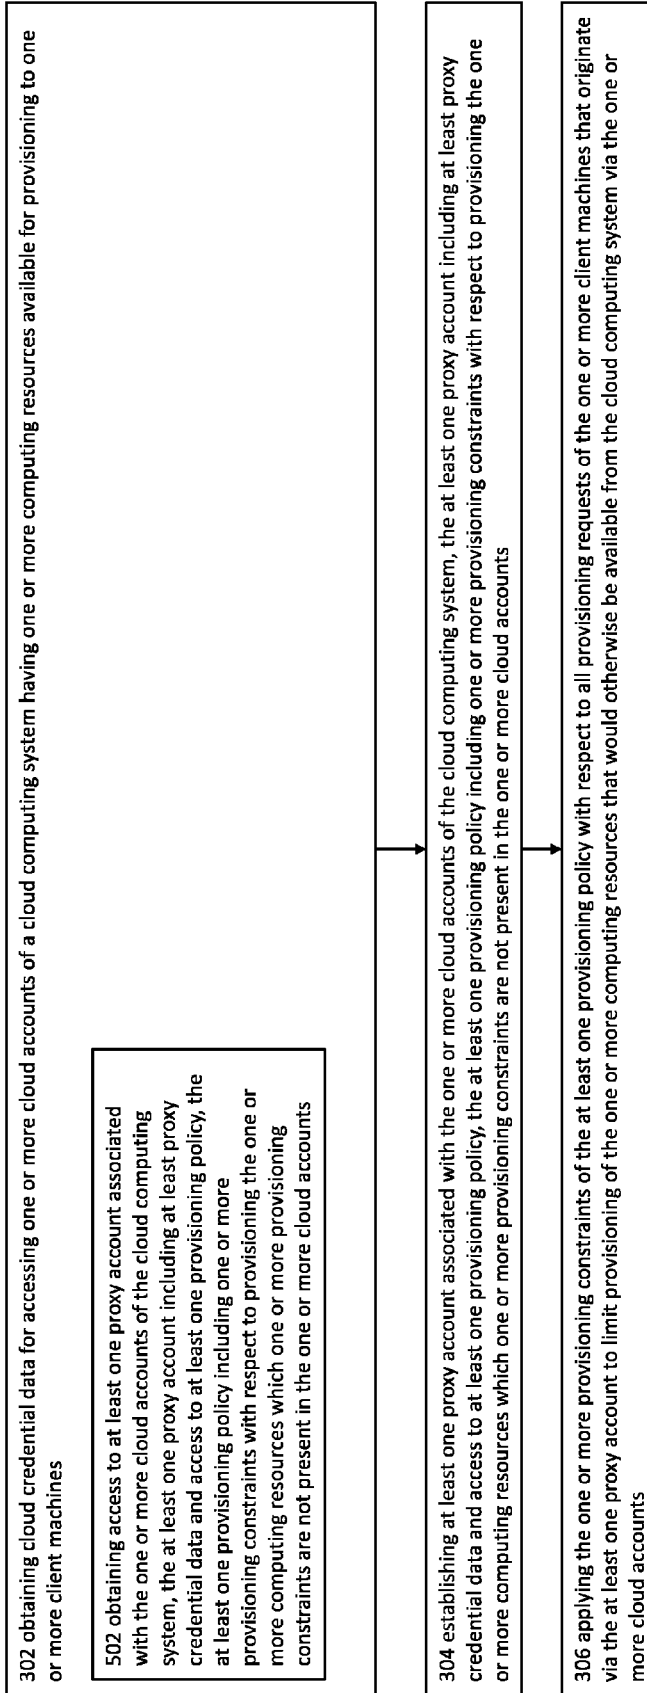 302 obtaining cloud credential data for accessing one or more cloud accounts of a cloud computing system having one or more computing resources available for provisioning to one
or more client machines
502 obtaining access to at least one proxy account associated
with the one or more cloud accounts of the cloud computing
system, the at least one proxy account including at least proxy
credential data and access to at least one provisioning policy, the
at least one provisioning policy including one or more
provisioning constraints with respect to provisioning the one or
more computing resources which one or more provisioning
constraints are not present in the one or more cloud accounts
304 establishing at least one proxy account associated with the one or more cloud accounts of the cloud computing system, the at least one proxy account including at least proxy
credential data and access to at least one provisioning policy, the at least one provisioning policy including one or more provisioning constraints with respect to provisioning the one
or more computing resources which one or more provisioning constraints are not present in the one or more cloud accounts
306 applying the one or more provisioning constraints of the at least one provisioning policy with respect to all provisioning requests of the one or more client machines that originate
via the at least one proxy account to limit provisioning of the one or more computing resources that would otherwise be available from the cloud computing system via the one or
more cloud accounts